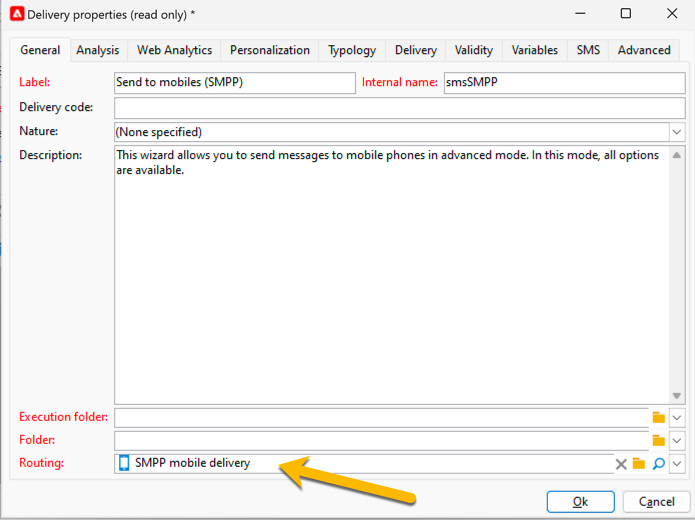 Delivery properties (read only) *
General Analysis Web Analytics Personalization Typology Delivery Validity Variables SMS Advanced
Label: Send to mobiles (SMPP) Internal name: smsSMPP
Delivery code:
Nature: (None specified)
Description: This wizard allows you to send messages to mobile phones in advanced mode. In this mode, all options
are available.
Execution folder:
Folder:
Routing: SMPP mobile delivery
Ok Cancel